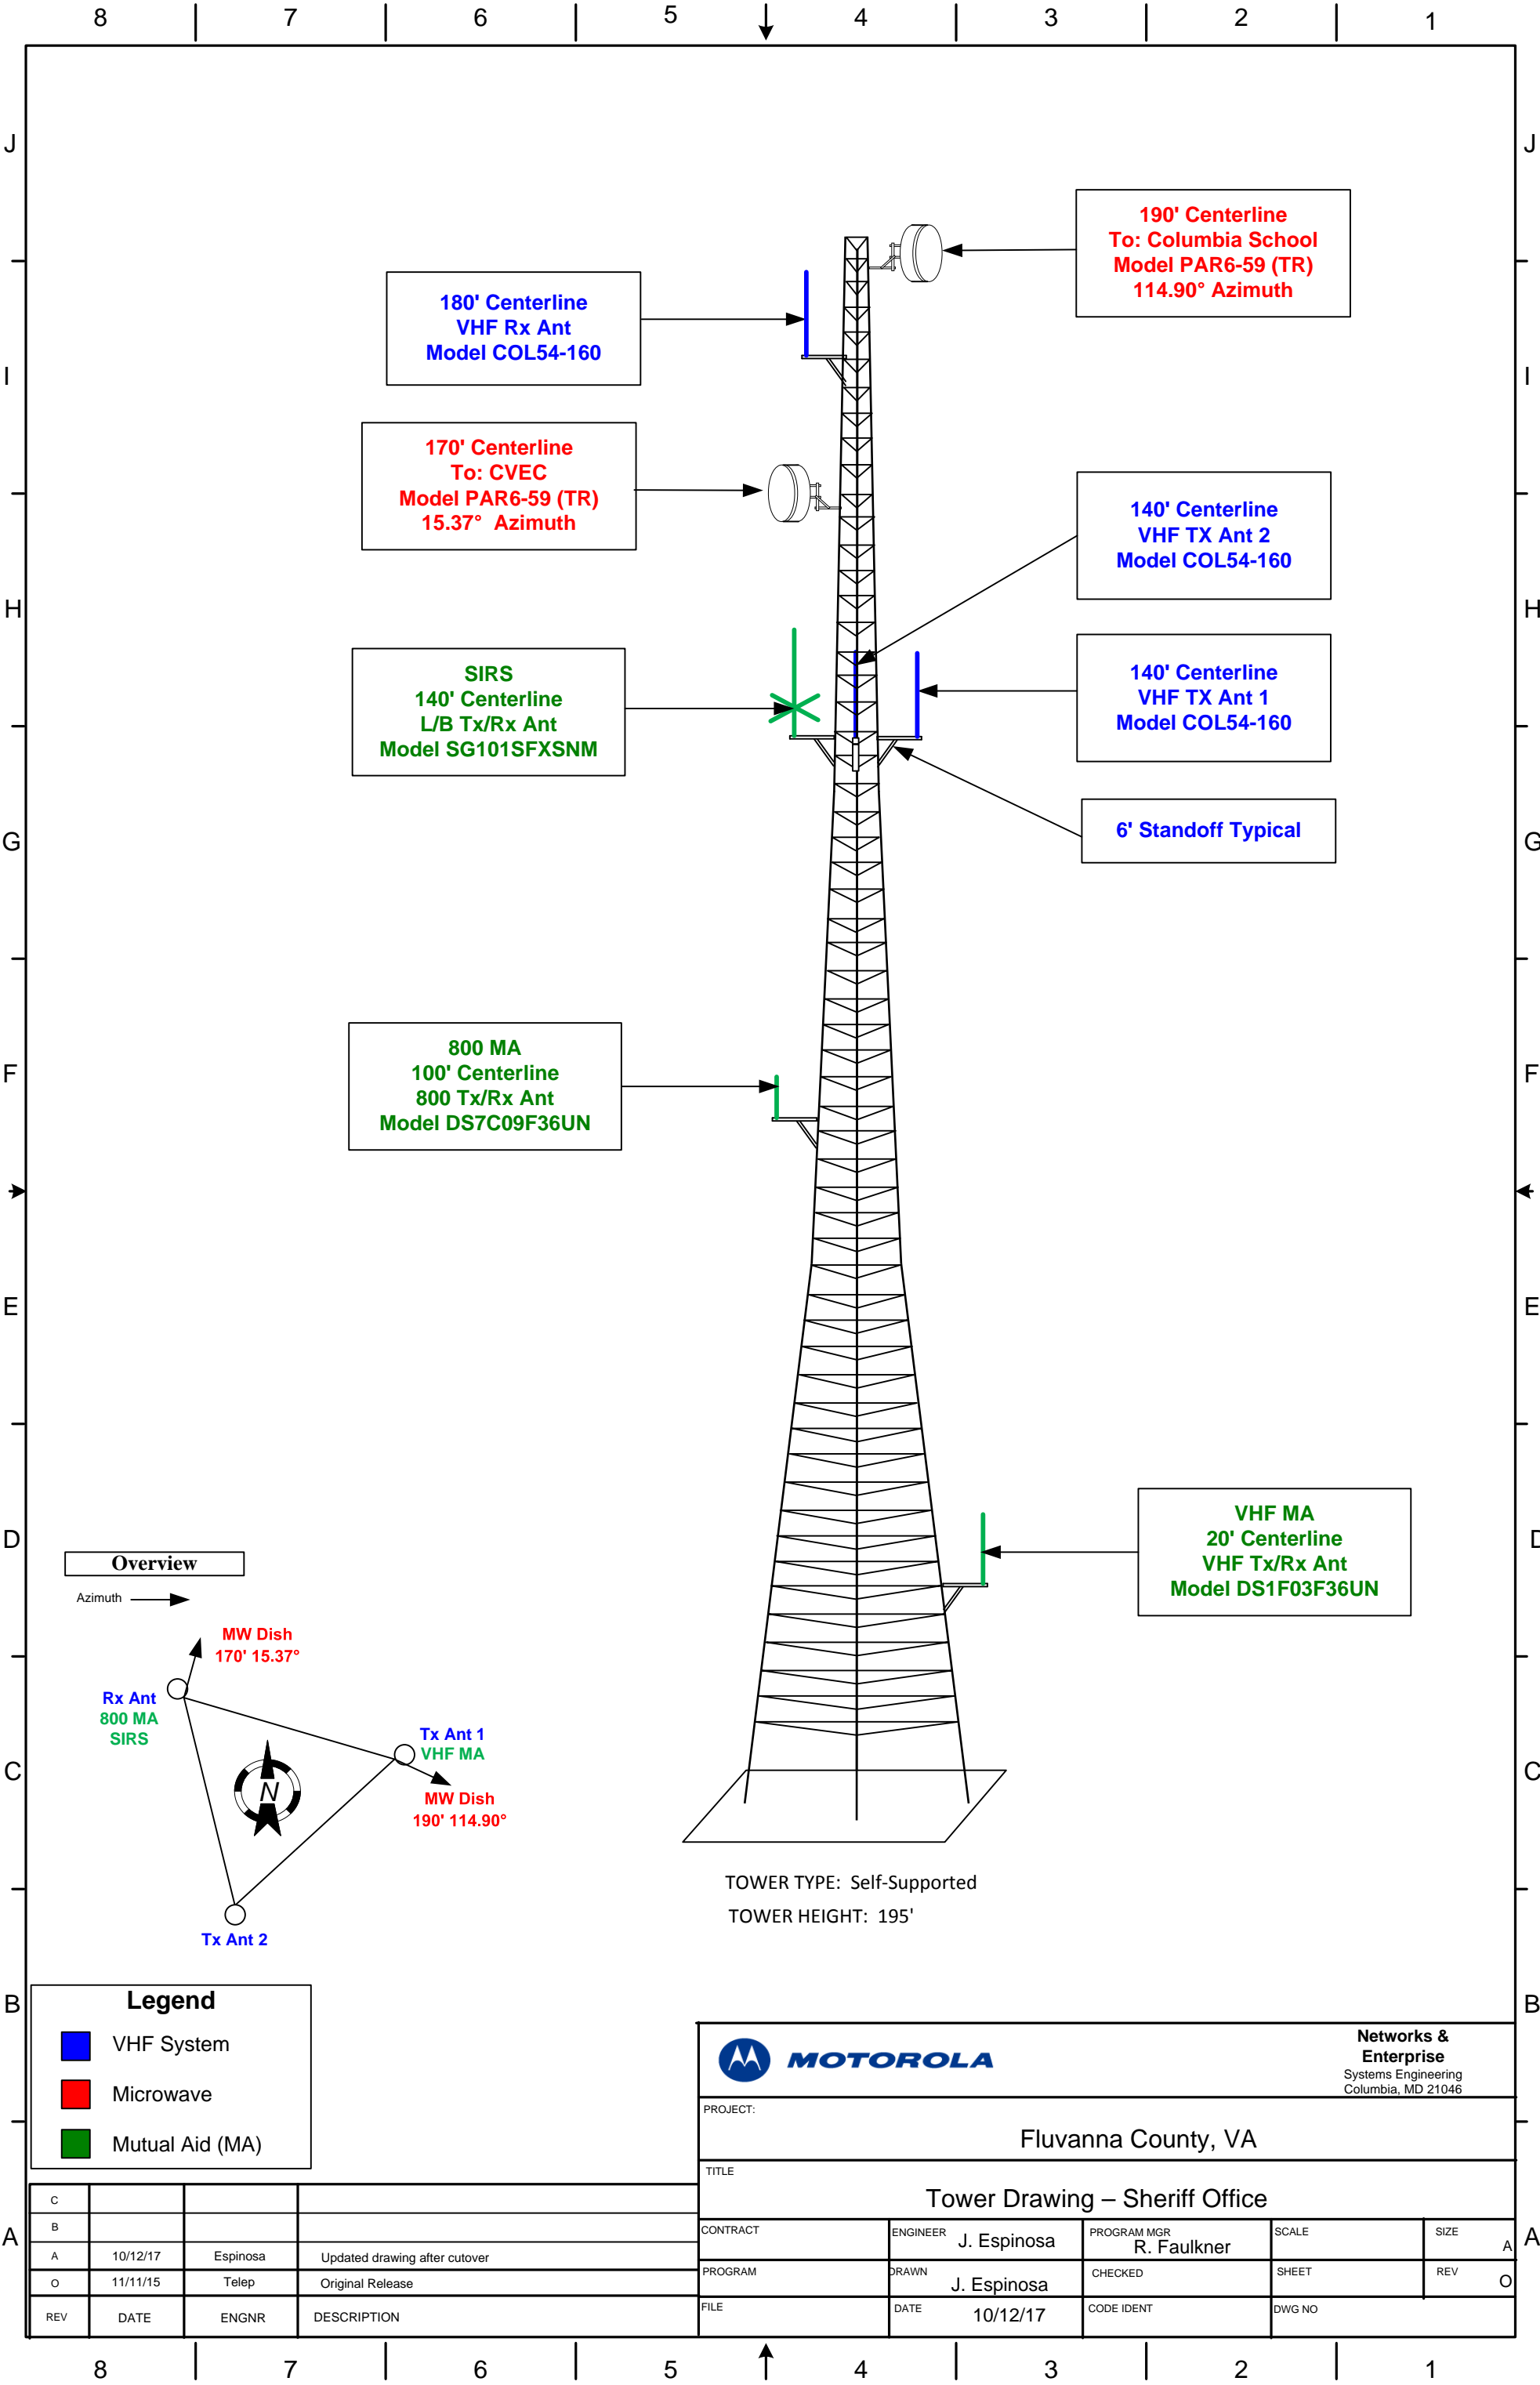 8 7 6 5 4 3 2 1
J J
I I
H H
G G
F F
E E
D D
C C
B B
A A
190' Centerline
To: Columbia School
Model PAR6-59 (TR)
114.90° Azimuth
180' Centerline
VHF Rx Ant
Model COL54-160
170' Centerline
To: CVEC
Model PAR6-59 (TR)
15.37° Azimuth
140' Centerline
VHF TX Ant 2
Model COL54-160
SIRS
140' Centerline
L/B Tx/Rx Ant
Model SG101SFXSNM
140' Centerline
VHF TX Ant 1
Model COL54-160
6' Standoff Typical
800 MA
100' Centerline
800 Tx/Rx Ant
Model DS7C09F36UN
VHF MA
20' Centerline
VHF Tx/Rx Ant
Model DS1F03F36UN
Overview
Azimuth
MW Dish
170' 15.37°
Rx Ant
800 MA
SIRS
Tx Ant 1
VHF MA
N
MW Dish
190' 114.90°
Tx Ant 2
TOWER TYPE: Self-Supported
TOWER HEIGHT: 195'
Legend
VHF System
Microwave
Mutual Aid (MA)
MOTOROLA
Networks &
Enterprise
Systems Engineering
Columbia, MD 21046
PROJECT:
Fluvanna County, VA
TITLE
Tower Drawing – Sheriff Office
CONTRACT
ENGINEER J. Espinosa
PROGRAM MGR
R. Faulkner
SCALE
SIZE
A
PROGRAM
DRAWN
J. Espinosa
CHECKED
SHEET
REV
O
FILE
DATE 10/12/17
CODE IDENT
DWG NO
C
B
A 10/12/17 Espinosa Updated drawing after cutover
O 11/11/15 Telep Original Release
REV DATE ENGNR DESCRIPTION
8 7 6 5 4 3 2 1